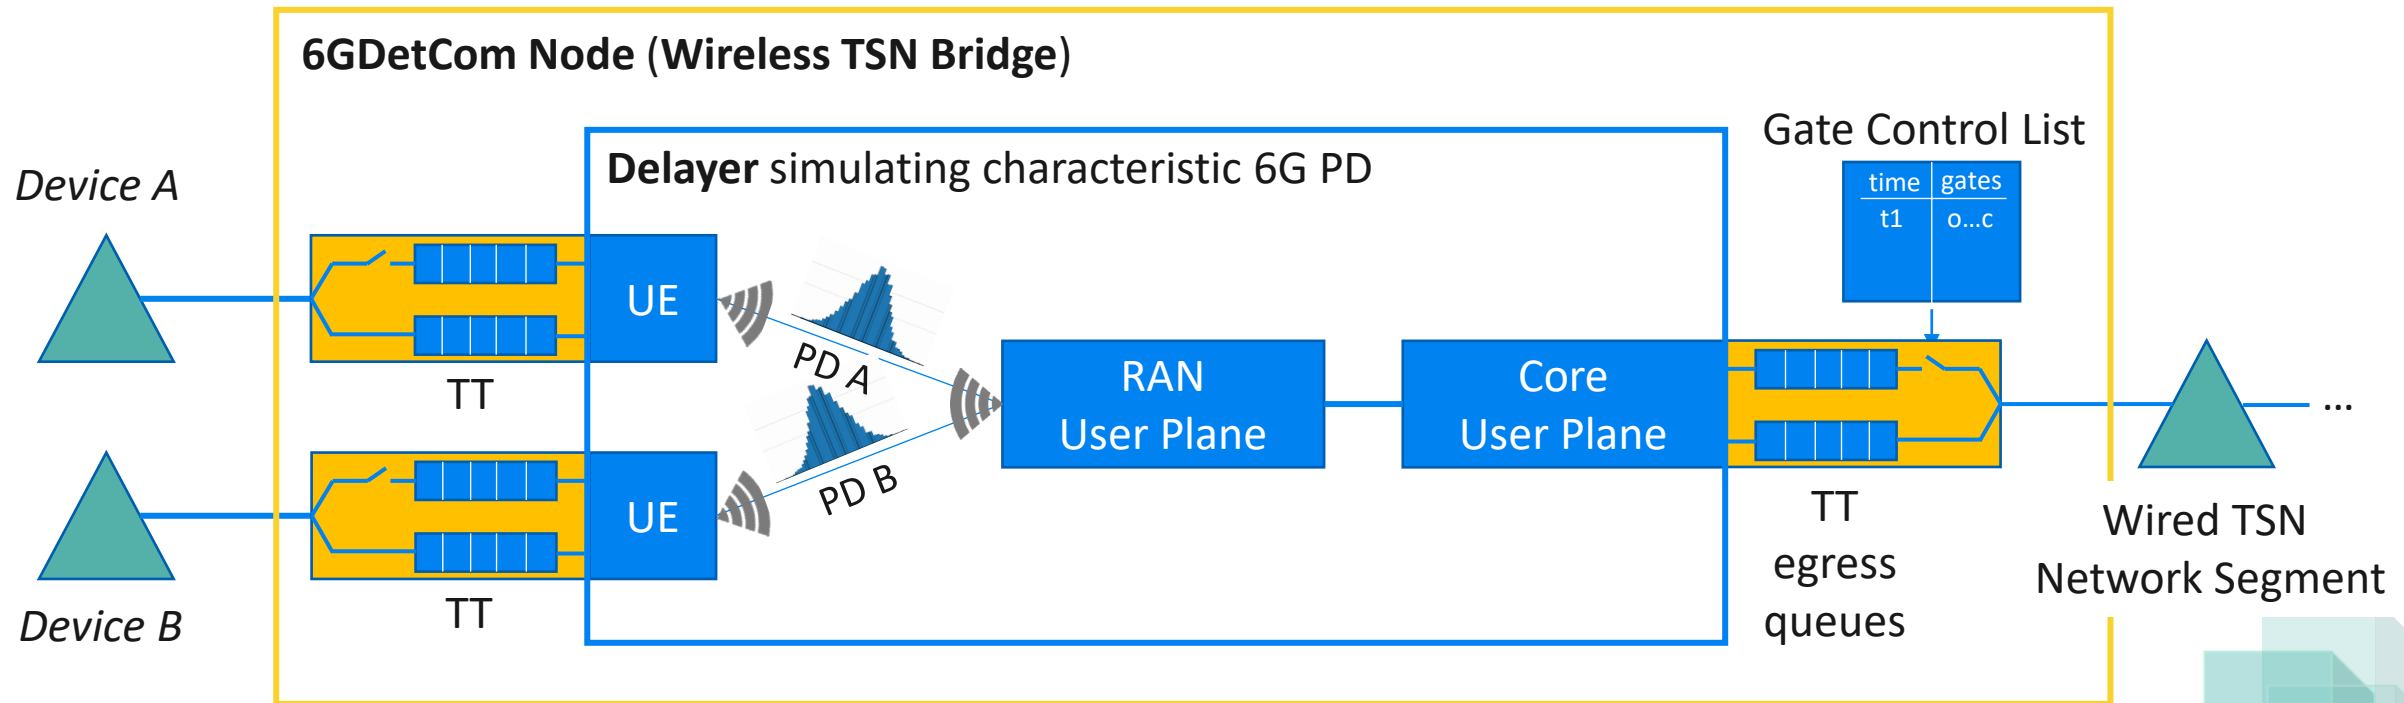 6GDetCom Node (Wireless TSN Bridge)
Delayer simulating characteristic 6G PD
Gate Control List
time gates
t1 o...c
Device A
TT
UE
PD A
PD B
RAN
User Plane
Core
User Plane
TT
egress
queues
Device B
TT
UE
...
Wired TSN
Network Segment